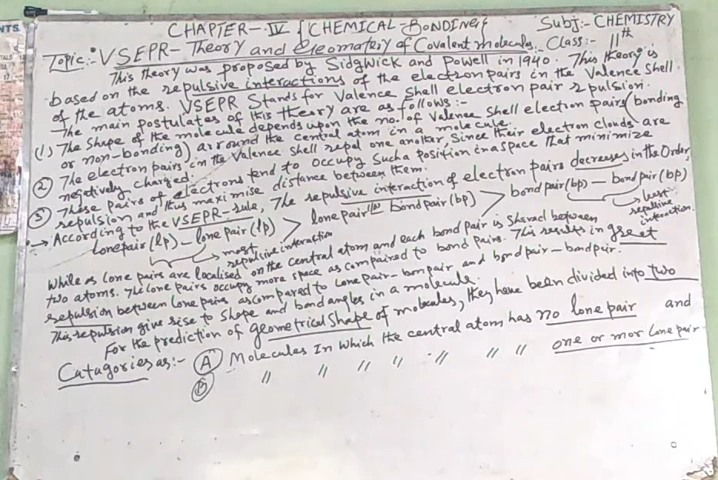 NTS
CHAPTER-IV {CHEMICAL-BONDING} Subj:- CHEMISTRY
Topic:- VSEPR-Theory and Geomatery of Covalent molecules. Class:- 11th
This theory was proposed by Sidgwick and Powell in 1940. This theory is
based on the repulsive interactions of the electron pairs in the Valence shell
of the atoms. VSEPR Stands for Valence Shell electron pair repulsion.
The main postulates of this theory are as follows:-
(1) The Shape of the molecule depends upon the no. of Valence shell electron pairs (bonding
or non-bonding) around the central atom in a molecule.
(2) The electron pairs in the Valence Shell repel one another, Since their electron clouds are
negetively charged.
(3) These pairs of electrons tend to occupy such a position in a space that minimize
repulsion and thus maximise distance between them.
→ According to the VSEPR-rule, The repulsive interaction of electron pairs decreases in the Order,
lone pair (lp) - lone pair (lp) > lone pair(lp) bond pair (bp) > bond pair (bp) - bond pair (bp)
most repulsive interaction
least repulsive interaction.
While as lone pairs are localised on the central atom and each bond pair is Shared between
two atoms. The lone pairs occupy more space as compared to bond pairs. This results in great
repulsion between lone pairs as compared to lone pair - bon pair and bond pair - bond pair.
This repulsion give rise to Shape and bond angles in a molecule.
For the prediction of geometrical shape of molecules, they have been divided into two
Catagories as:- (A) Molecules In which the central atom has no lone pair and
(B) " " " " " " " one or mor lone pair